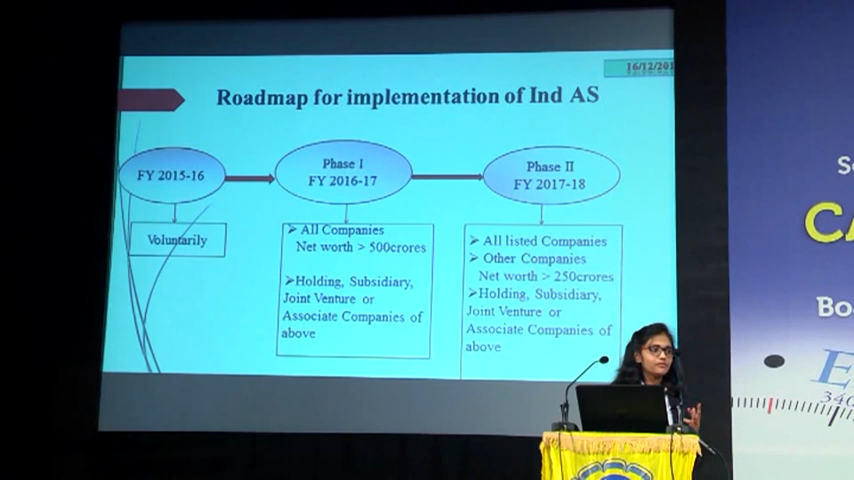 16/12/201
Roadmap for implementation of Ind AS
FY 2015-16
Phase I
FY 2016-17
Phase II
FY 2017-18
Voluntarily
➢ All Companies
Net worth > 500crores
➢Holding, Subsidiary,
Joint Venture or
Associate Companies of
above
➢ All listed Companies
➢ Other Companies
Net worth > 250crores
➢Holding, Subsidiary,
Joint Venture or
Associate Companies of
above
340